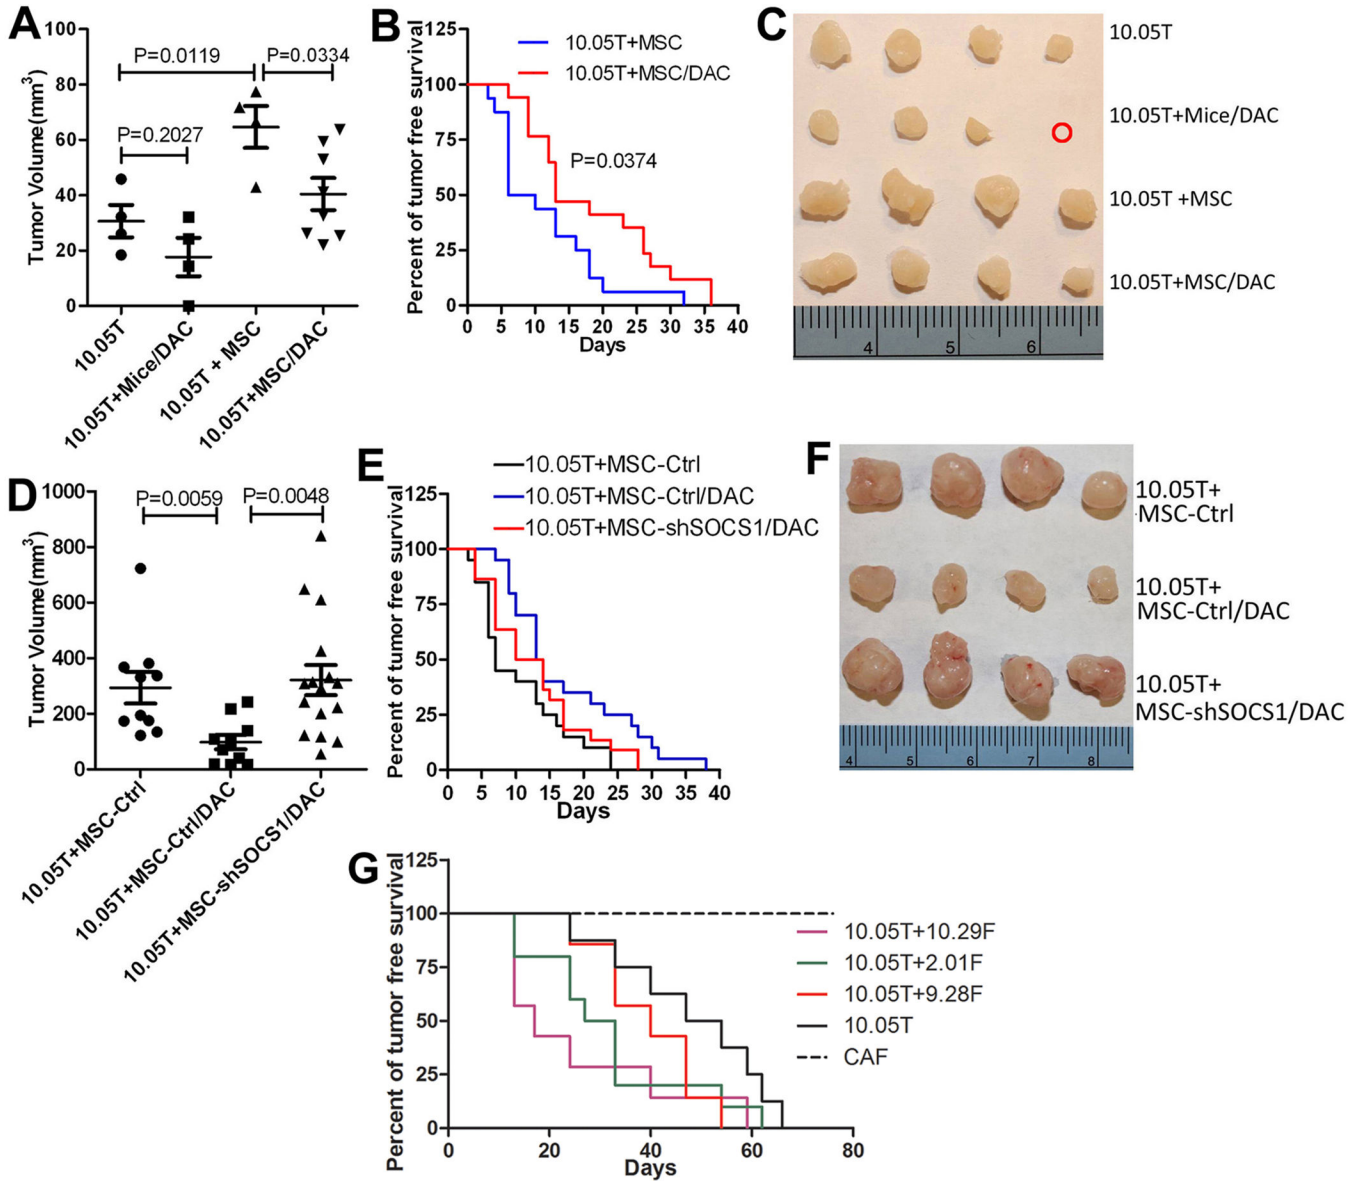 A
Tumor Volume(mm3)
100
80
60
40
20
0
P=0.0119
P=0.0334
P=0.2027
10.05T
10.05T+Mice/DAC
10.05T + MSC
10.05T+MSC/DAC
B
Percent of tumor free survival
125
100
75
50
25
0
10.05T+MSC
10.05T+MSC/DAC
P=0.0374
0 5 10 15 20 25 30 35 40
Days
C
10.05T
10.05T+Mice/DAC
10.05T +MSC
10.05T+MSC/DAC
4 5 6
D
Tumor Volume(mm3)
1000
800
600
400
200
0
P=0.0059
P=0.0048
10.05T+MSC-Ctrl
10.05T+MSC-Ctrl/DAC
10.05T+MSC-shSOCS1/DAC
E
Percent of tumor free survival
125
100
75
50
25
0
10.05T+MSC-Ctrl
10.05T+MSC-Ctrl/DAC
10.05T+MSC-shSOCS1/DAC
0 5 10 15 20 25 30 35 40
Days
F
10.05T+
MSC-Ctrl
10.05T+
MSC-Ctrl/DAC
10.05T+
MSC-shSOCS1/DAC
4 5 6 7 8
G
Percent of tumor free survival
125
100
75
50
25
0
10.05T+10.29F
10.05T+2.01F
10.05T+9.28F
10.05T
CAF
0 20 40 60 80
Days